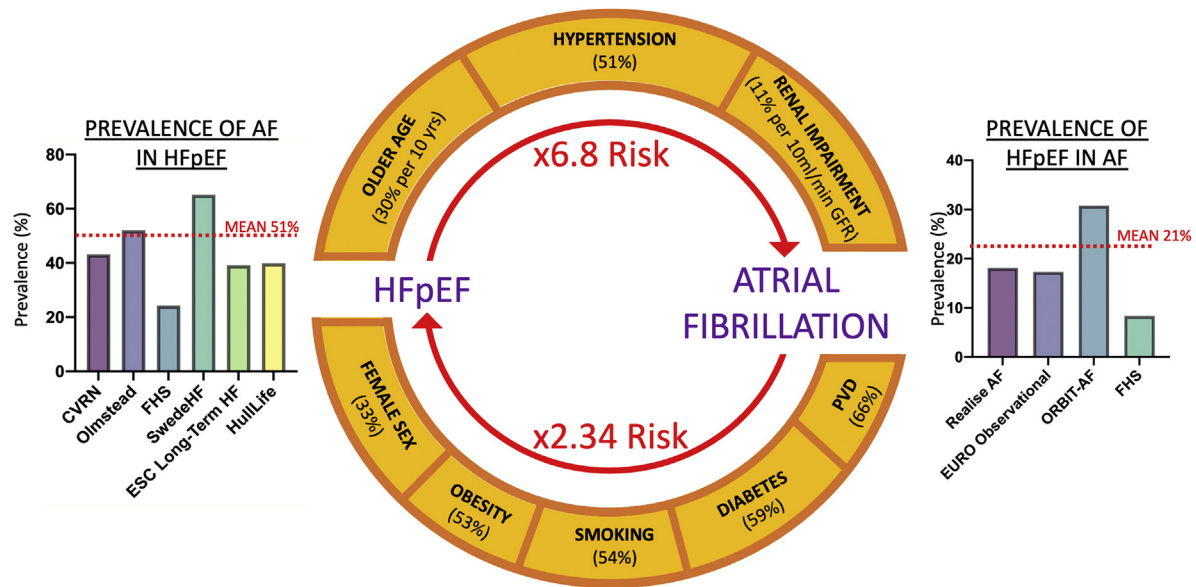 PREVALENCE OF AF
IN HFpEF
Prevalence (%)
80
60
40
20
0
MEAN 51%
CVRN
Olmstead
FHS
SwedeHF
ESC Long-Term HF
HullLife
OLDER AGE
(30% per 10 yrs)
HYPERTENSION
(51%)
RENAL IMPAIRMENT
(11% per 10ml/min GFR)
x6.8 Risk
HFpEF
ATRIAL
FIBRILLATION
x2.34 Risk
FEMALE SEX
(33%)
OBESITY
(53%)
SMOKING
(54%)
DIABETES
(59%)
PVD
(66%)
PREVALENCE OF
HFpEF IN AF
Prevalence (%)
40
30
20
10
0
MEAN 21%
Realise AF
EURO Observational
ORBIT-AF
FHS